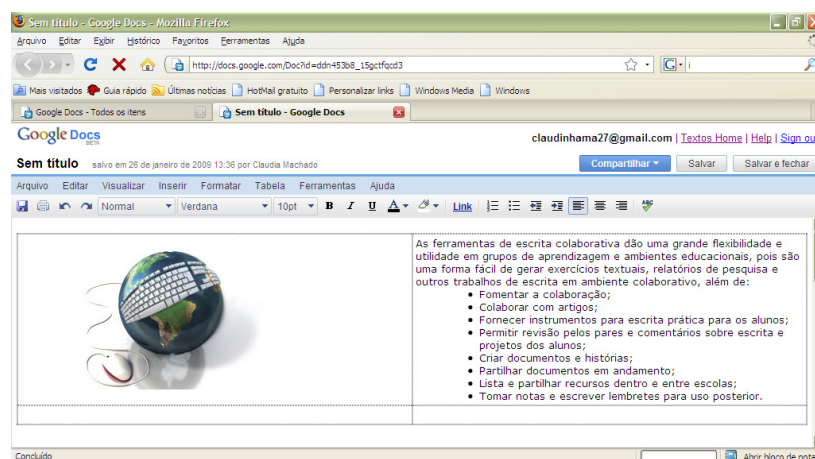 Sem título - Google Docs - Mozilla Firefox
Arquivo Editar Exibir Histórico Favoritos Ferramentas Ajuda
http://docs.google.com/Doc?id=ddn453b8_15gctfqcd3 G i
Mais visitados Guia rápido Últimas notícias HotMail gratuito Personalizar links Windows Media Windows
Google Docs - Todos os itens Sem título - Google Docs
Google Docs BETA claudinhama27@gmail.com | Textos Home | Help | Sign ou
Sem título salvo em 26 de janeiro de 2009 13:36 por Claudia Machado Compartilhar Salvar Salvar e fechar
Arquivo Editar Visualizar Inserir Formatar Tabela Ferramentas Ajuda
Normal Verdana 10pt B I U A Link ABC
As ferramentas de escrita colaborativa dão uma grande flexibilidade e
utilidade em grupos de aprendizagem e ambientes educacionais, pois são
uma forma fácil de gerar exercícios textuais, relatórios de pesquisa e
outros trabalhos de escrita em ambiente colaborativo, além de:
• Fomentar a colaboração;
• Colaborar com artigos;
• Fornecer instrumentos para escrita prática para os alunos;
• Permitir revisão pelos pares e comentários sobre escrita e
projetos dos alunos;
• Criar documentos e histórias;
• Partilhar documentos em andamento;
• Lista e partilhar recursos dentro e entre escolas;
• Tomar notas e escrever lembretes para uso posterior.
Concluído Abrir bloco de nota